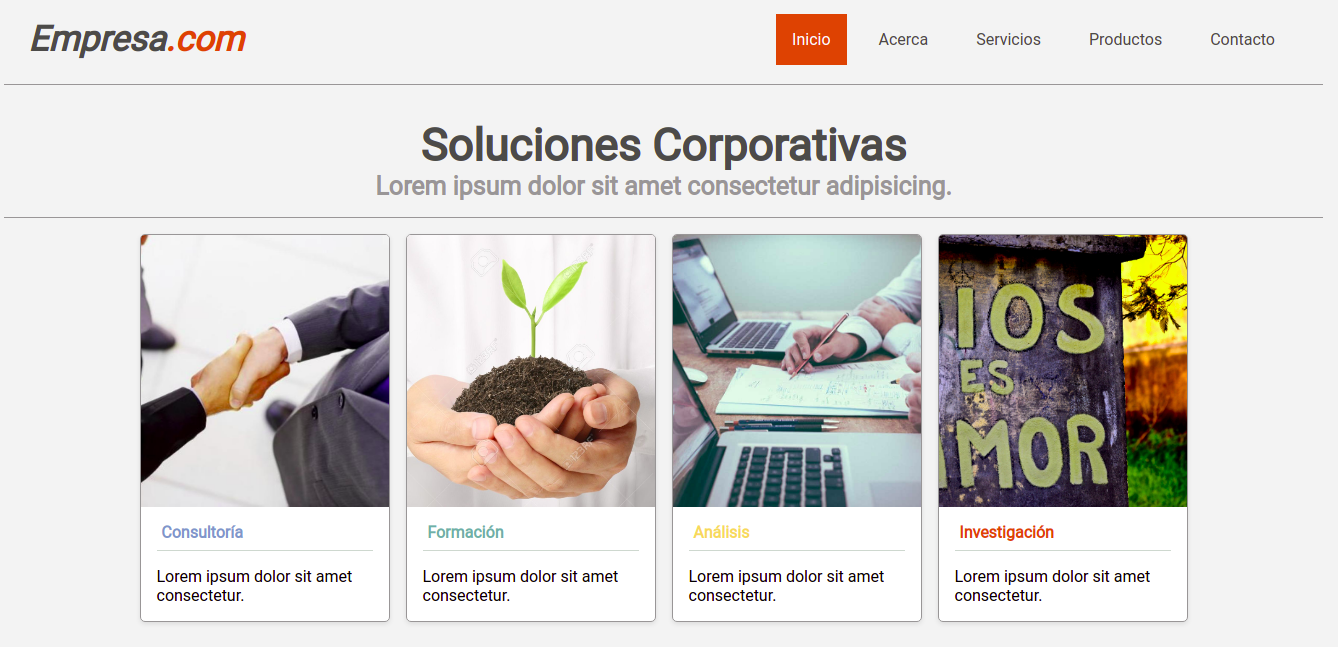 Empresa.com
Inicio Acerca Servicios Productos Contacto
Soluciones Corporativas
Lorem ipsum dolor sit amet consectetur adipisicing.
IOS
ES
MOR
Consultoría Formación Análisis Investigación
Lorem ipsum dolor sit amet Lorem ipsum dolor sit amet Lorem ipsum dolor sit amet Lorem ipsum dolor sit amet
consectetur. consectetur. consectetur. consectetur.